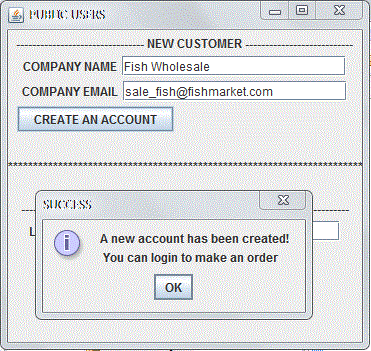 PUBLIC USERS
NEW CUSTOMER
COMPANY NAME Fish Wholesale
COMPANY EMAIL sale_fish@fishmarket.com
CREATE AN ACCOUNT
************************************************************
SUCCESS
L
A new account has been created!
You can login to make an order
OK